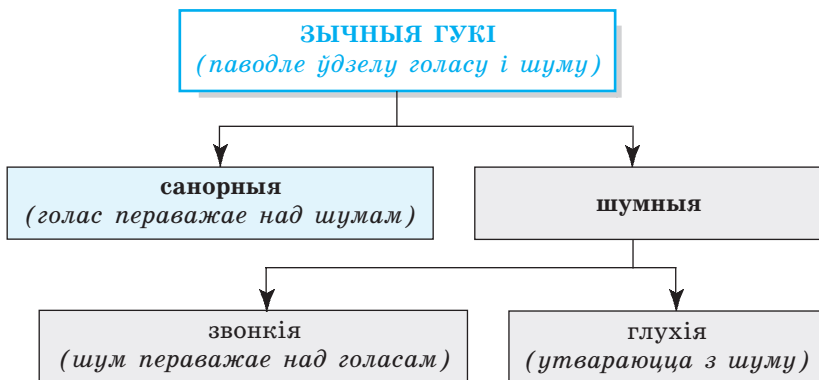 ЗЫЧНЫЯ ГУКІ
(паводле ўдзелу голасу і шуму)
санорныя
(голас пераважае над шумам)
шумныя
звонкія
(шум пераважае над голасам)
глухія
(утвараюцца з шуму)